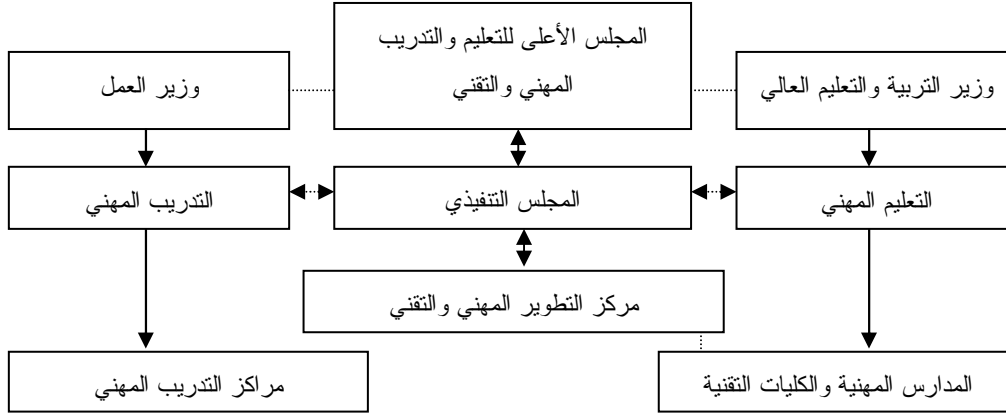 المجلس الأعلى للتعليم والتدريب
المهني والتقني
وزير التربية والتعليم العالي
وزير العمل
التعليم المهني
المجلس التنفيذي
التدريب المهني
مركز التطوير المهني والتقني
المدارس المهنية والكليات التقنية
مراكز التدريب المهني